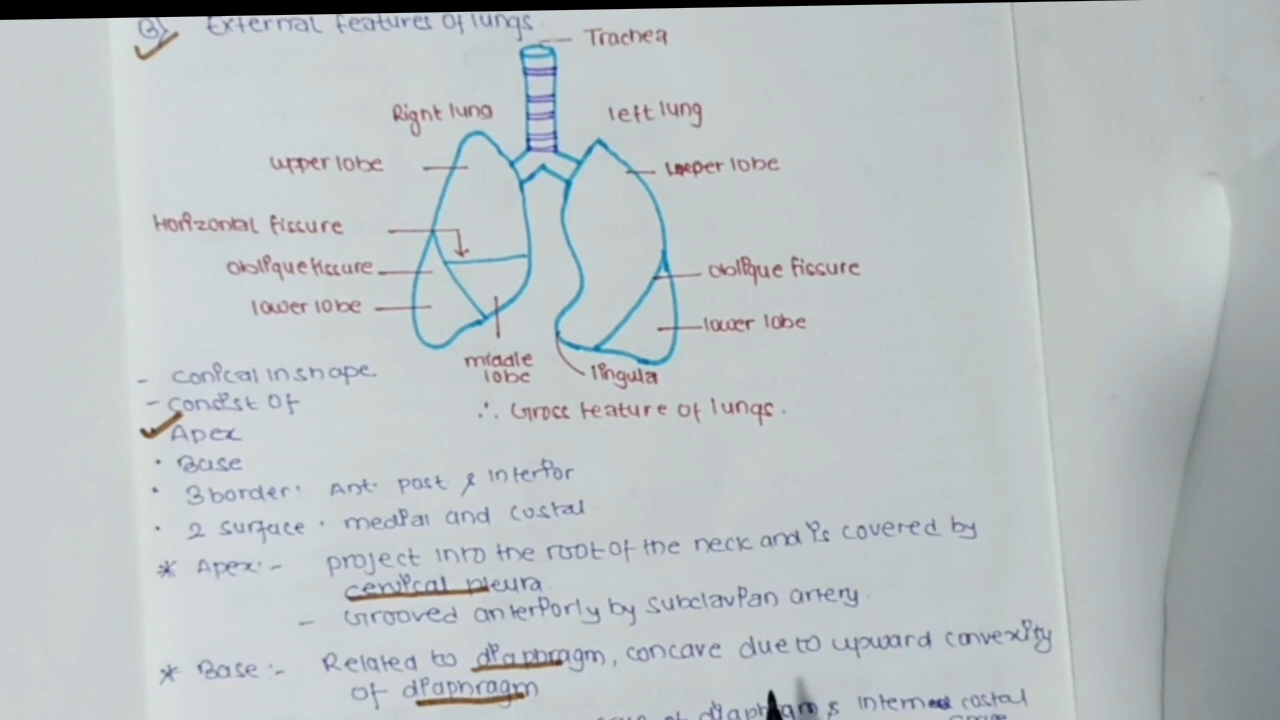 B) External features of lungs.
Trachea
Right lung
left lung
upper lobe
upper lobe
Horizontal fissure
oblique fissure
oblique fissure
lower lobe
lower lobe
middle lobe
lingula
∴ Gross feature of lungs.
- conical in shape
- consist of
Apex
• Base
• 3 border: Ant. post & interior
• 2 surface: medial and costal
* Apex:- project into the root of the neck and is covered by
cervical pleura
- Grooved anteriorly by subclavian artery.
* Base:- Related to diaphragm, concave due to upward convexity
of diaphragm
of diaphragm & costal